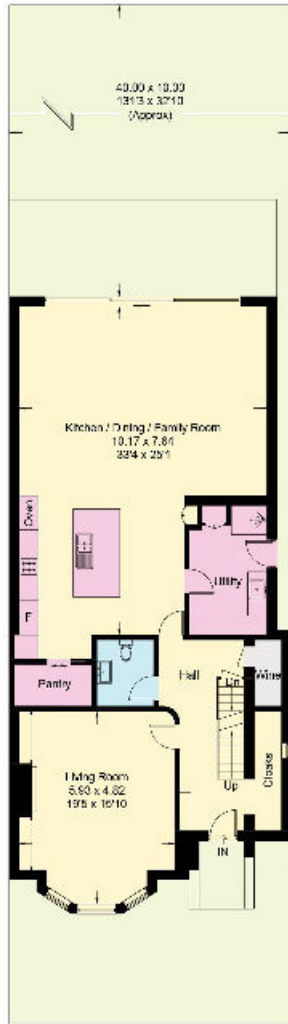 40.00 x 10.00
131'3 x 32'10
(Approx)
Kitchen / Dining / Family Room
10.17 x 7.64
33'4 x 25'1
Oven
Utility
F
Hall
Wine
Dn
Pantry
Living Room
5.93 x 4.82
19'5 x 15'10
Cloaks
Up
IN